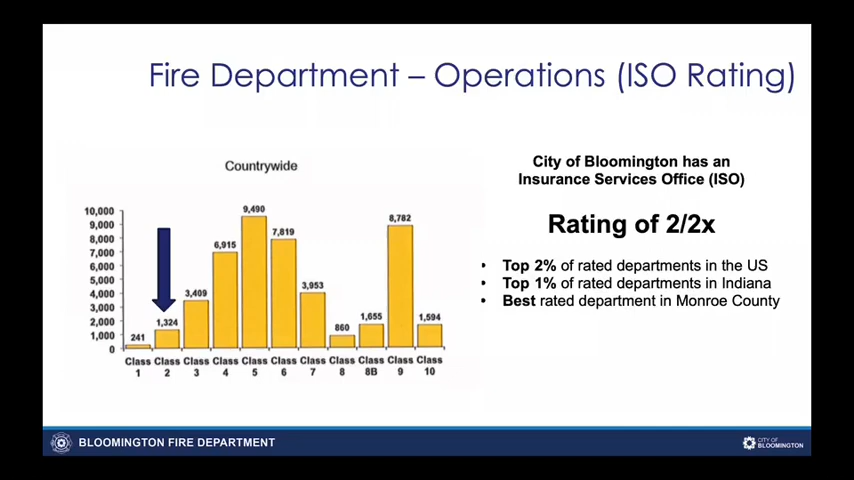 Fire Department – Operations (ISO Rating)
Countywide
10,000
9,000
8,000
7,000
6,000
5,000
4,000
3,000
2,000
1,000
0
241
1,324
3,409
6,915
9,490
7,819
3,953
860
1,655
8,782
1,594
Class 1
Class 2
Class 3
Class 4
Class 5
Class 6
Class 7
Class 8
Class 8B
Class 9
Class 10
City of Bloomington has an
Insurance Services Office (ISO)
Rating of 2/2x
• Top 2% of rated departments in the US
• Top 1% of rated departments in Indiana
• Best rated department in Monroe County
BLOOMINGTON FIRE DEPARTMENT
CITY OF
BLOOMINGTON